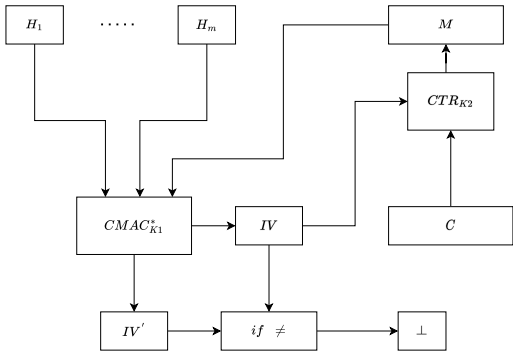 H1 ..... Hm M
CTRK2
CMAC*K1 IV C
IV' if ≠ ⊥